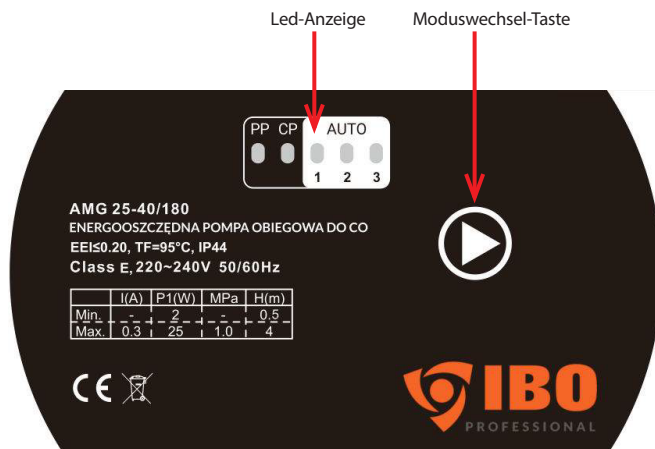 Led-Anzeige Moduswechsel-Taste
PP CP AUTO
1 2 3
AMG 25-40/180
ENERGOOSZCZĘDNA POMPA OBIEGOWA DO CO
EEI≤0.20, TF=95°C, IP44
Class E, 220~240V 50/60Hz
I(A) P1(W) MPa H(m)
Min. - 2 - 0.5
Max. 0.3 25 1.0 4
CE
IBO
PROFESSIONAL